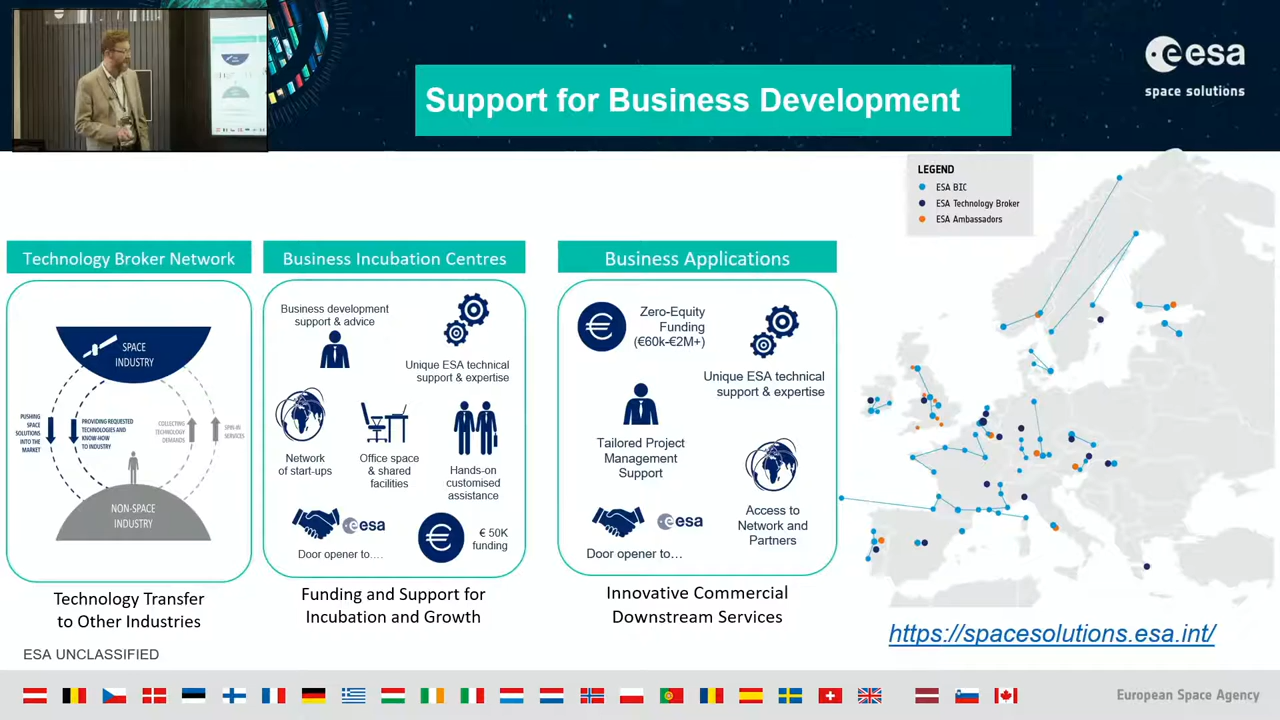 Support for Business Development
esa
space solutions
LEGEND
ESA BIC
ESA Technology Broker
ESA Ambassadors
Technology Broker Network
SPACE
INDUSTRY
PUSHING
SPACE
SOLUTIONS
INTO THE
MARKET
PROVIDING REQUESTED
TECHNOLOGIES AND
KNOW-HOW
TO INDUSTRY
COLLECTING
TECHNOLOGY
DEMANDS
SPIN-IN
SERVICES
NON-SPACE
INDUSTRY
Technology Transfer
to Other Industries
Business Incubation Centres
Business development
support & advice
Unique ESA technical
support & expertise
Network
of start-ups
Office space
& shared
facilities
Hands-on
customised
assistance
esa
Door opener to....
€ 50K
funding
Funding and Support for
Incubation and Growth
Business Applications
Zero-Equity
Funding
(€60k-€2M+)
Unique ESA technical
support & expertise
Tailored Project
Management
Support
Access to
Network and
Partners
esa
Door opener to…
Innovative Commercial
Downstream Services
https://spacesolutions.esa.int/
ESA UNCLASSIFIED
European Space Agency